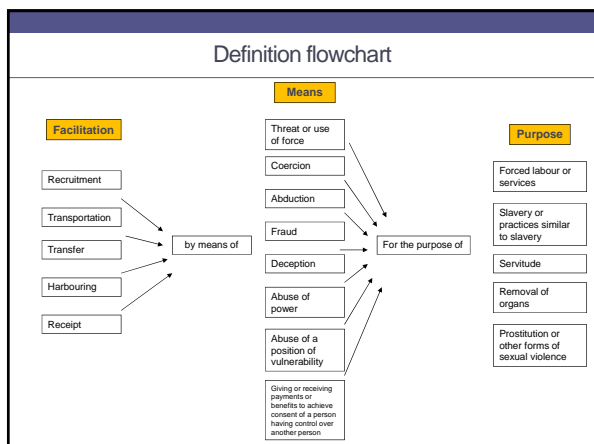 Definition flowchart
Means
Facilitation
Purpose
Recruitment
Transportation
Transfer
Harbouring
Receipt
by means of
Threat or use
of force
Coercion
Abduction
Fraud
Deception
Abuse of
power
Abuse of a
position of
vulnerability
Giving or receiving
payments or
benefits to achieve
consent of a person
having control over
another person
For the purpose of
Forced labour or
services
Slavery or
practices similar
to slavery
Servitude
Removal of
organs
Prostitution or
other forms of
sexual violence